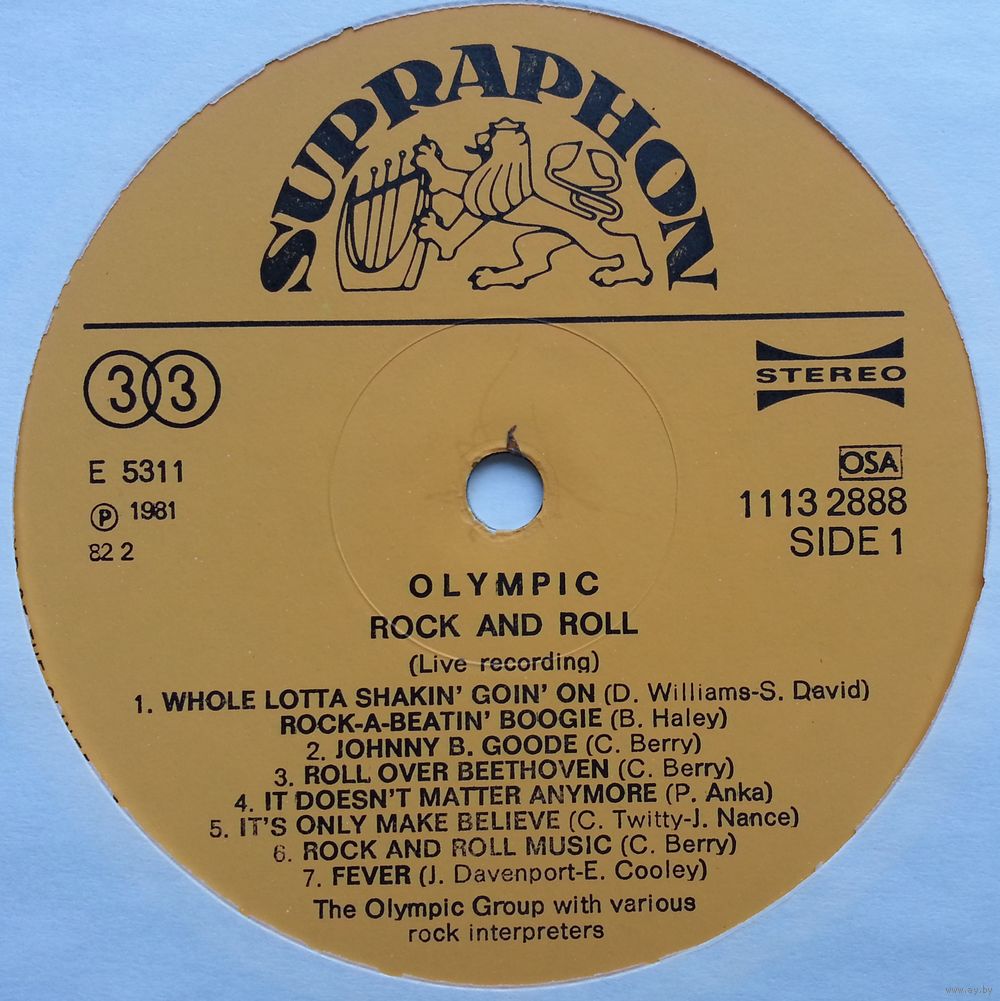 SUPRAPHON
33
STEREO
E 5311
℗ 1981
82 2
OSA
1113 2888
SIDE 1
OLYMPIC
ROCK AND ROLL
(Live recording)
1. WHOLE LOTTA SHAKIN' GOIN' ON (D. Williams-S. David)
ROCK-A-BEATIN' BOOGIE (B. Haley)
2. JOHNNY B. GOODE (C. Berry)
3. ROLL OVER BEETHOVEN (C. Berry)
4. IT DOESN'T MATTER ANYMORE (P. Anka)
5. IT'S ONLY MAKE BELIEVE (C. Twitty-J. Nance)
6. ROCK AND ROLL MUSIC (C. Berry)
7. FEVER (J. Davenport-E. Cooley)
The Olympic Group with various
rock interpreters
www.ay.by